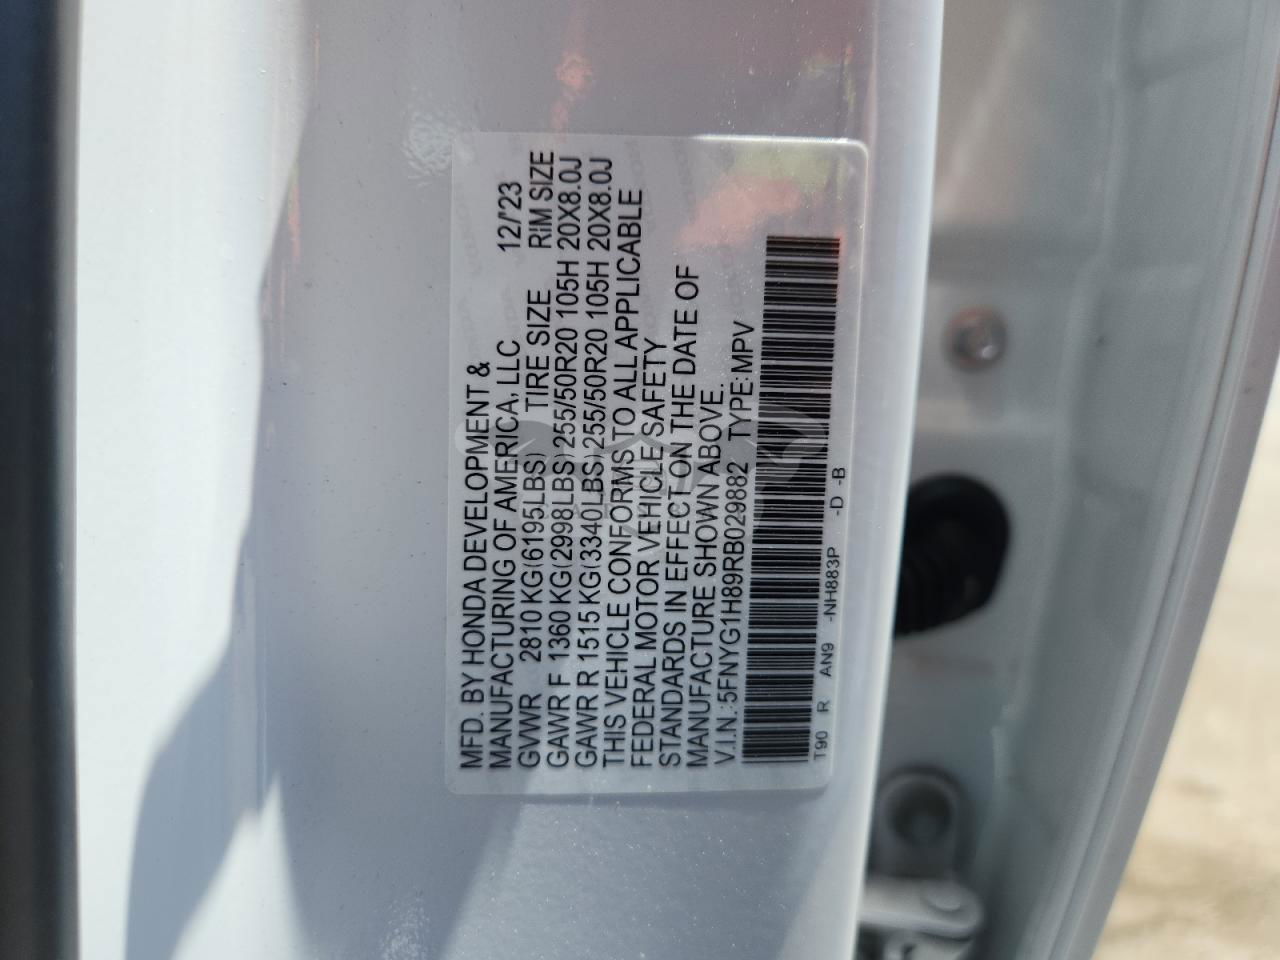 MFD. BY HONDA DEVELOPMENT &
MANUFACTURING OF AMERICA, LLC 12/'23
GVWR 2810 KG(6195LBS) TIRE SIZE RIM SIZE
GAWR F 1360 KG(2998LBS)255/50R20 105H 20X8.0J
GAWR R 1515 KG(3340LBS)255/50R20 105H 20X8.0J
THIS VEHICLE CONFORMS TO ALL APPLICABLE
FEDERAL MOTOR VEHICLE SAFETY
STANDARDS IN EFFECT ON THE DATE OF
MANUFACTURE SHOWN ABOVE.
V.I.N.:5FNYG1H89RB029882 TYPE:MPV
T90 R AN9 -NH883P -D -B